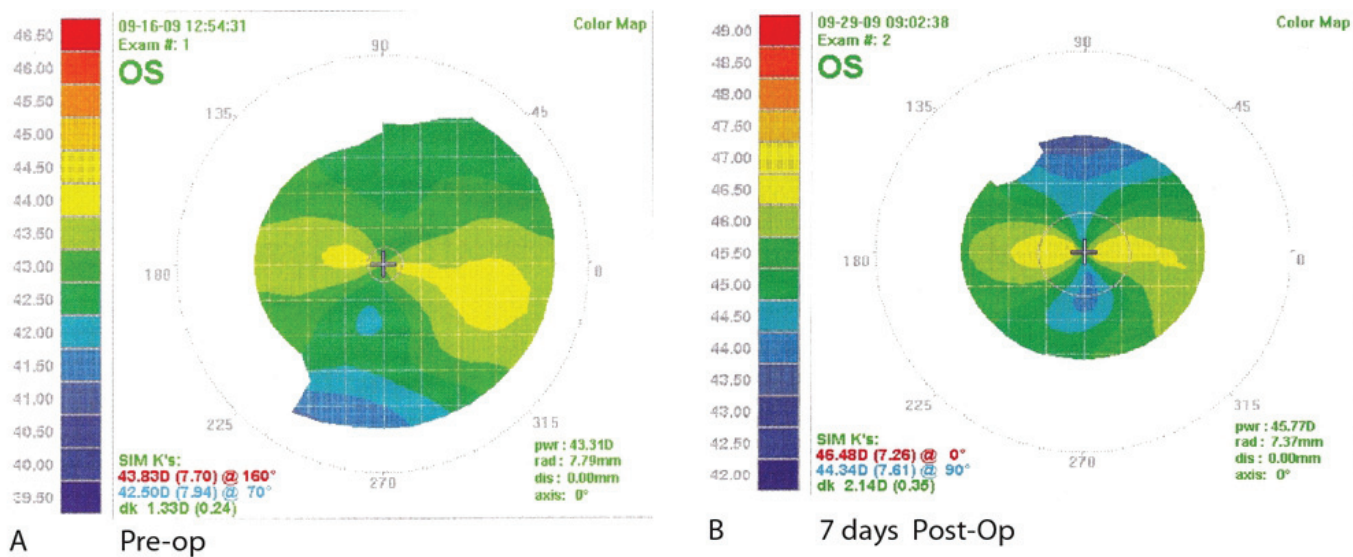 46.50
46.00
45.50
45.00
44.50
44.00
43.50
43.00
42.50
42.00
41.50
41.00
40.50
40.00
39.50
09-16-09 12:54:31
Exam #: 1
OS
Color Map
90
135
45
180
0
225
315
270
SIM K's:
43.83D (7.70) @ 160°
42.50D (7.94) @ 70°
dk 1.33D (0.24)
pwr : 43.31D
rad : 7.79mm
dis : 0.00mm
axis: 0°
A Pre-op
49.00
48.50
48.00
47.50
47.00
46.50
46.00
45.50
45.00
44.50
44.00
43.50
43.00
42.50
42.00
09-29-09 09:02:38
Exam #: 2
OS
Color Map
90
135
45
180
0
225
315
270
SIM K's:
46.48D (7.26) @ 0°
44.34D (7.61) @ 90°
dk 2.14D (0.35)
pwr : 45.77D
rad : 7.37mm
dis : 0.00mm
axis: 0°
B 7 days Post-Op